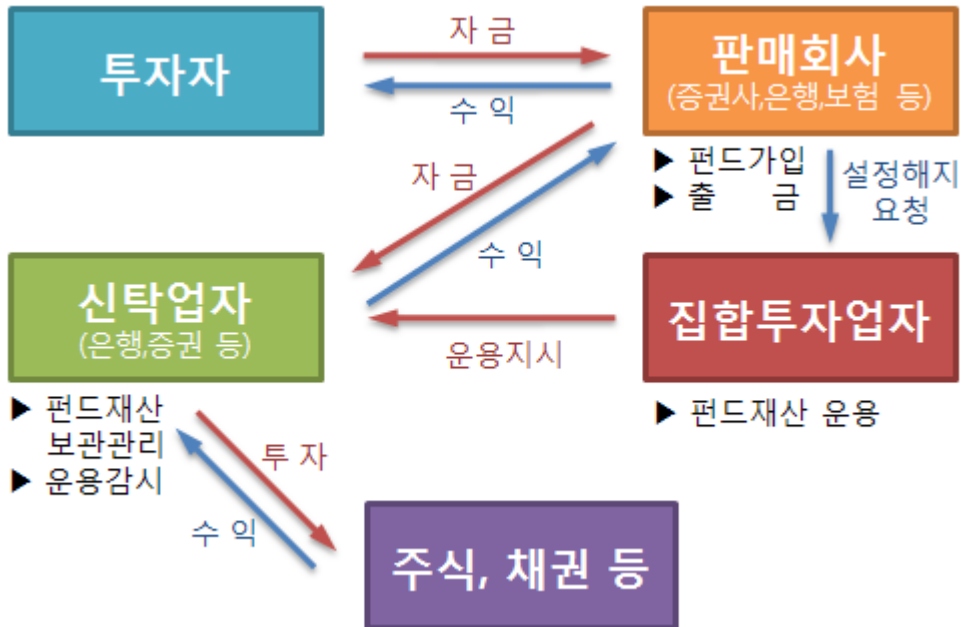 투자자
자 금
수 익
판매회사
(증권사,은행,보험 등)
▶ 펀드가입
▶ 출 금
설정해지
요청
자 금
수 익
신탁업자
(은행,증권 등)
운용지시
집합투자업자
▶ 펀드재산
보관관리
▶ 운용감시
▶ 펀드재산 운용
투 자
수 익
주식, 채권 등